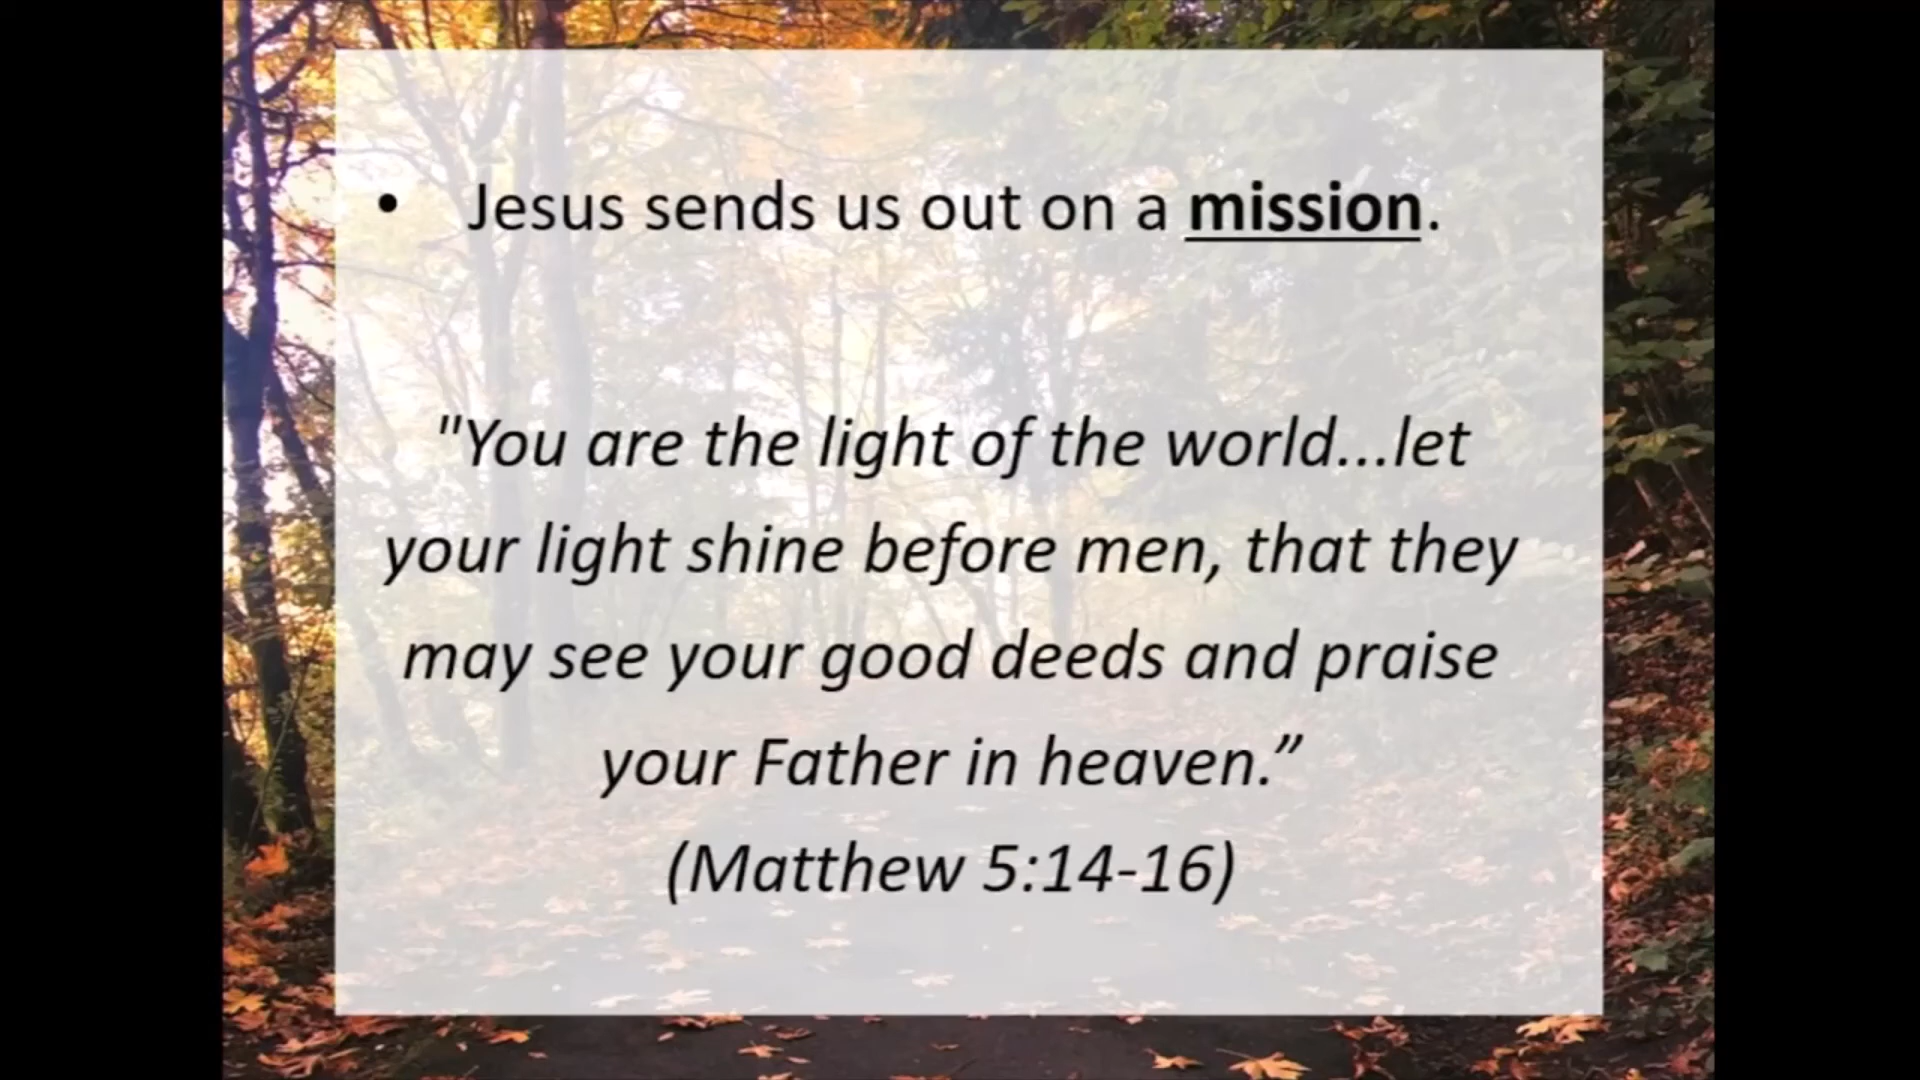 • Jesus sends us out on a mission.
"You are the light of the world...let
your light shine before men, that they
may see your good deeds and praise
your Father in heaven.”
(Matthew 5:14-16)